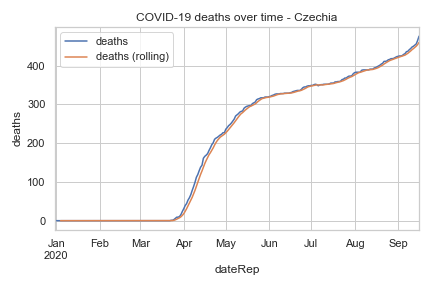 COVID-19 deaths over time - Czechia
deaths
deaths (rolling)
deaths
400
300
200
100
0
Jan Feb Mar Apr May Jun Jul Aug Sep
2020
dateRep